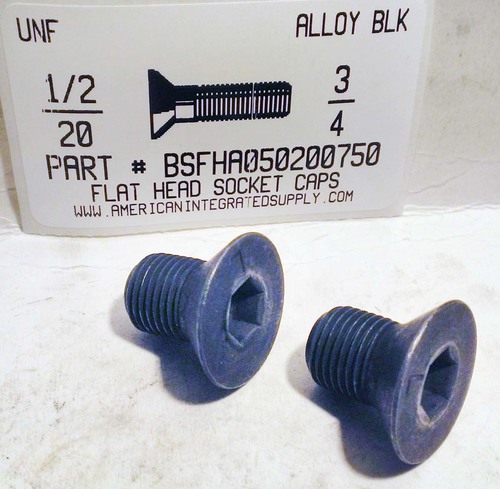 UNF ALLOY BLK
1/2 3
20 4
PART # BSFHA050200750
FLAT HEAD SOCKET CAPS
WWW.AMERICANINTEGRATEDSUPPLY.COM